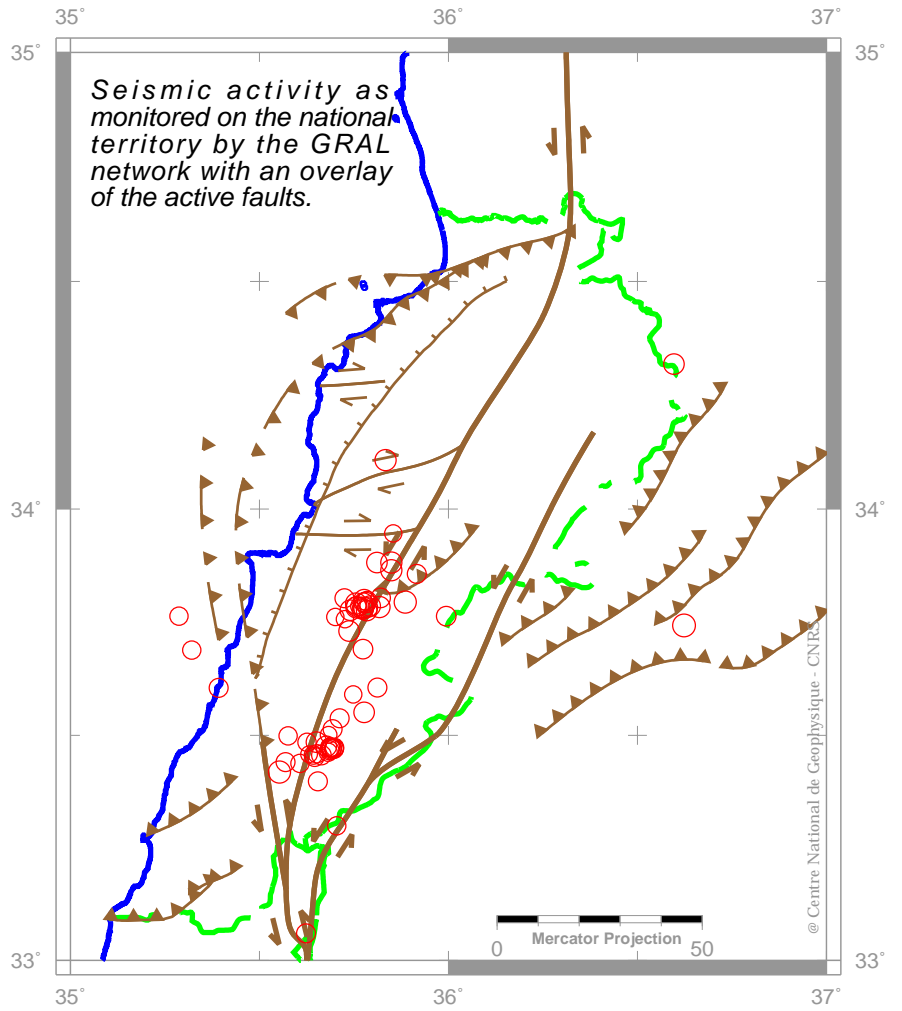 35˚ 36˚ 37˚
35˚ 35˚
Seismic activity as
monitored on the national
territory by the GRAL
network with an overlay
of the active faults.
34˚ 34˚
@ Centre National de Geophysique - CNRS
Mercator Projection
0 50
33˚ 33˚
35˚ 36˚ 37˚